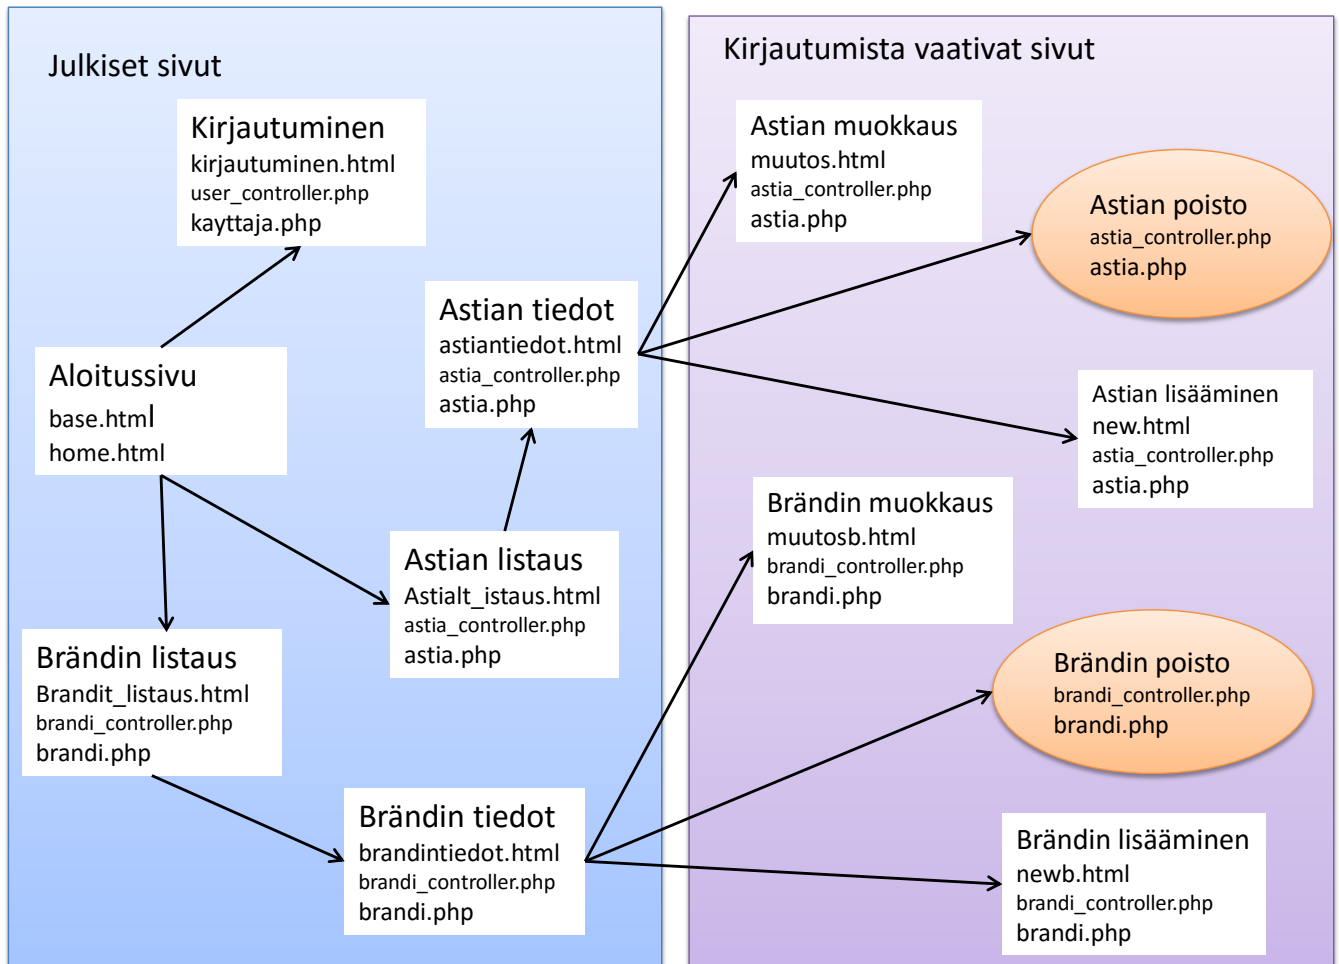 Julkiset sivut
Kirjautuminen
kirjautuminen.html
user_controller.php
kayttaja.php
Aloitussivu
base.html
home.html
Astian tiedot
astiantiedot.html
astia_controller.php
astia.php
Astian listaus
Astialt_istaus.html
astia_controller.php
astia.php
Brändin listaus
Brandit_listaus.html
brandi_controller.php
brandi.php
Brändin tiedot
brandintiedot.html
brandi_controller.php
brandi.php
Kirjautumista vaativat sivut
Astian muokkaus
muutos.html
astia_controller.php
astia.php
Astian poisto
astia_controller.php
astia.php
Astian lisääminen
new.html
astia_controller.php
astia.php
Brändin muokkaus
muutosb.html
brandi_controller.php
brandi.php
Brändin poisto
brandi_controller.php
brandi.php
Brändin lisääminen
newb.html
brandi_controller.php
brandi.php